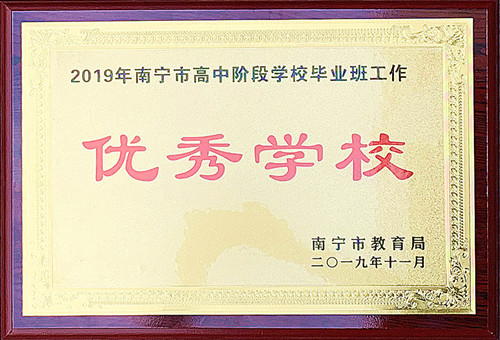 2019年南宁市高中阶段学校毕业班工作
优秀学校
南宁市教育局
二〇一九年十一月